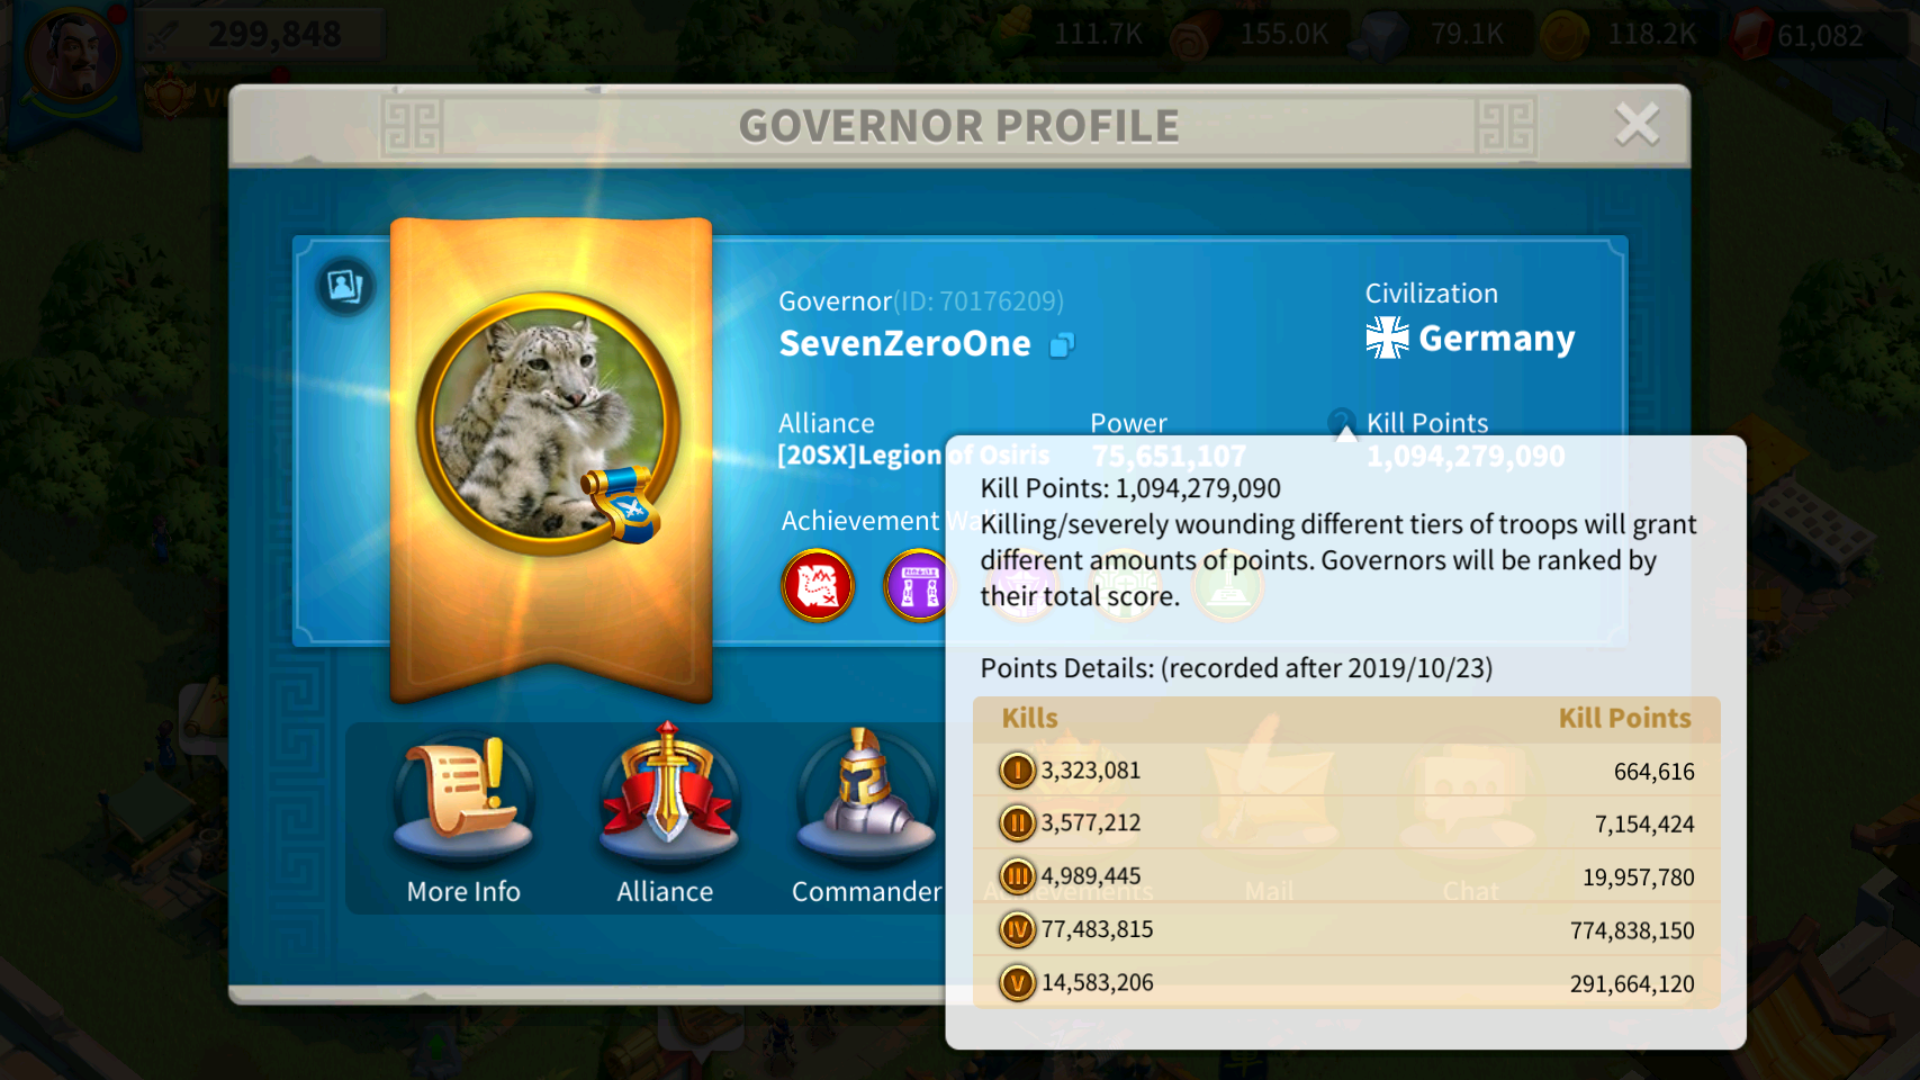 299,848
111.7K
155.0K
79.1K
118.2K
61,082
GOVERNOR PROFILE
Governor(ID: 70176209)
SevenZeroOne
Civilization
Germany
Alliance
[20SX]Legion of Osiris
Power
75,651,107
Kill Points
1,094,279,090
Achievement
Kill Points: 1,094,279,090
Killing/severely wounding different tiers of troops will grant
different amounts of points. Governors will be ranked by
their total score.
Points Details: (recorded after 2019/10/23)
Kills Kill Points
I 3,323,081 664,616
II 3,577,212 7,154,424
III 4,989,445 19,957,780
IV 77,483,815 774,838,150
V 14,583,206 291,664,120
More Info
Alliance
Commander
Achievements
Mail
Chat